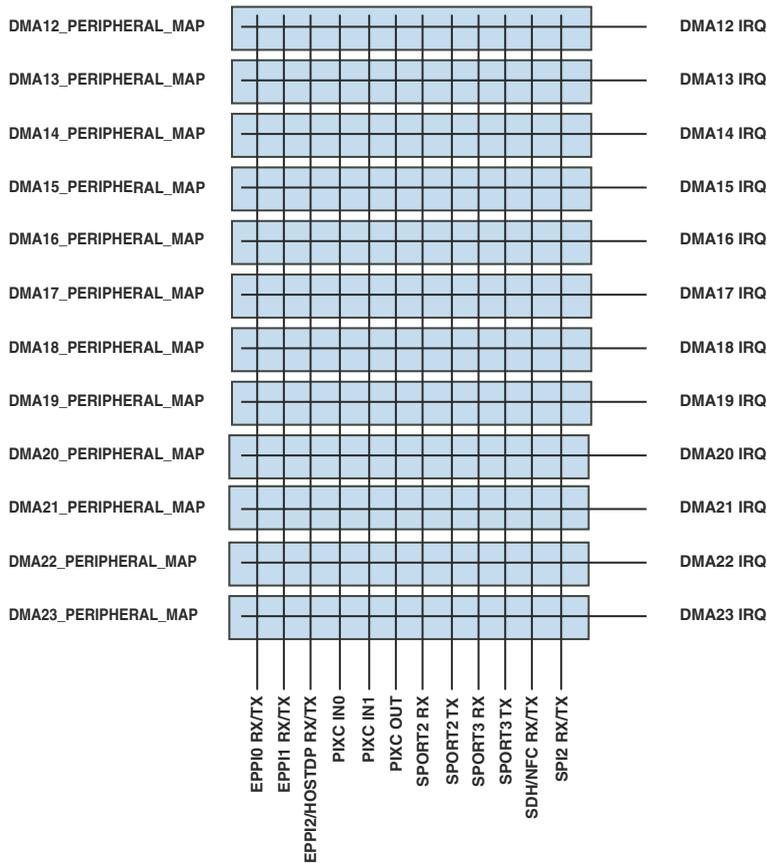 DMA12_PERIPHERAL_MAP DMA12 IRQ
DMA13_PERIPHERAL_MAP DMA13 IRQ
DMA14_PERIPHERAL_MAP DMA14 IRQ
DMA15_PERIPHERAL_MAP DMA15 IRQ
DMA16_PERIPHERAL_MAP DMA16 IRQ
DMA17_PERIPHERAL_MAP DMA17 IRQ
DMA18_PERIPHERAL_MAP DMA18 IRQ
DMA19_PERIPHERAL_MAP DMA19 IRQ
DMA20_PERIPHERAL_MAP DMA20 IRQ
DMA21_PERIPHERAL_MAP DMA21 IRQ
DMA22_PERIPHERAL_MAP DMA22 IRQ
DMA23_PERIPHERAL_MAP DMA23 IRQ
EPPI0 RX/TX
EPPI1 RX/TX
EPPI2/HOSTDP RX/TX
PIXC IN0
PIXC IN1
PIXC OUT
SPORT2 RX
SPORT2 TX
SPORT3 RX
SPORT3 TX
SDH/NFC RX/TX
SPI2 RX/TX